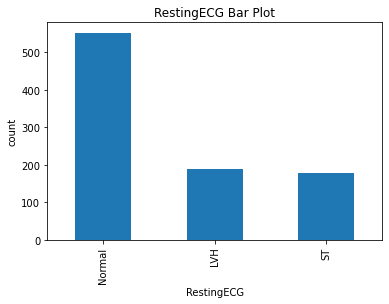 RestingECG Bar Plot
500
400
300
200
100
0
count
Normal
LVH
ST
RestingECG